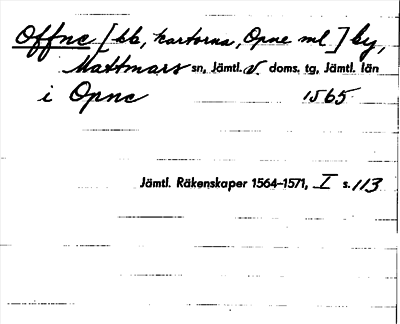 Offne [bb, kartorna, Opne ml] by,
Mattmars sn, Jämtl. v. doms. tg, Jämtl. län
i Opne 1565
Jämtl. Räkenskaper 1564–1571, I s. 113